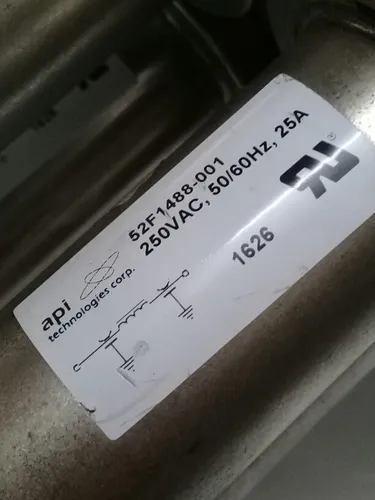 api
technologies corp.
52F1488-001
250VAC, 50/60Hz, 25A
1626